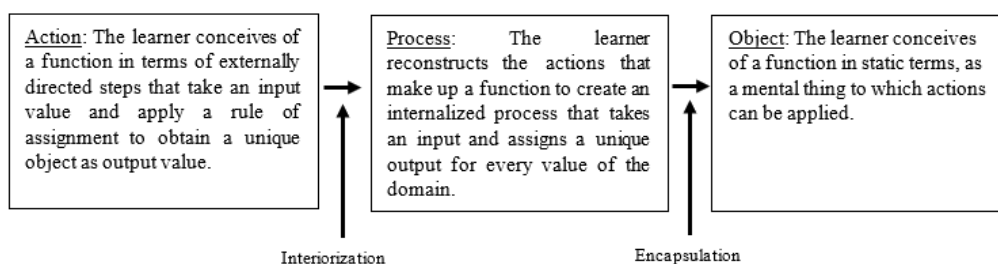 Action: The learner conceives of
a function in terms of externally
directed steps that take an input
value and apply a rule of
assignment to obtain a unique
object as output value.
Process: The learner
reconstructs the actions that
make up a function to create an
internalized process that takes
an input and assigns a unique
output for every value of the
domain.
Object: The learner conceives
of a function in static terms, as
a mental thing to which actions
can be applied.
Interiorization
Encapsulation